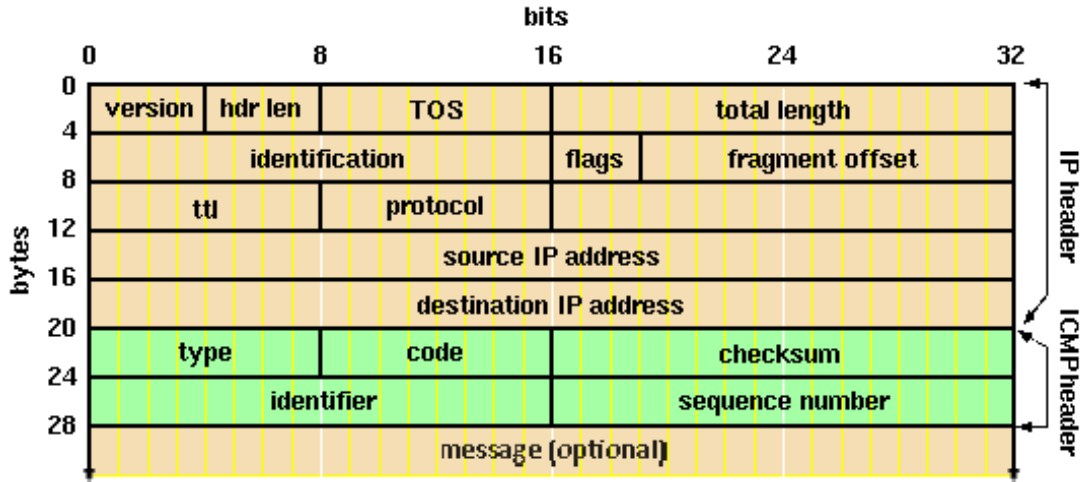 bits
0 8 16 24 32
0
version hdr len TOS total length
4
identification flags fragment offset
8
ttl protocol
12
source IP address
16
destination IP address
20
type code checksum
24
identifier sequence number
28
message (optional)
bytes
IP header
ICMP header